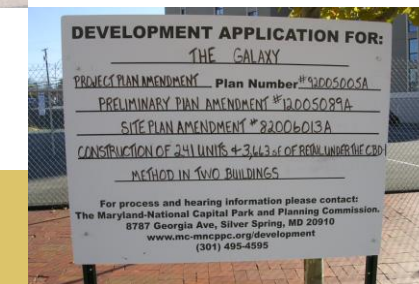 DEVELOPMENT APPLICATION FOR:
THE GALAXY
PROJECT PLAN AMENDMENT Plan Number #92005005A
PRELIMINARY PLAN AMENDMENT #12005089A
SITE PLAN AMENDMENT #82006013A
CONSTRUCTION OF 241 UNITS + 3,663 SF OF RETAIL UNDER THE CBD-1
METHOD IN TWO BUILDINGS
For process and hearing information please contact:
The Maryland-National Capital Park and Planning Commission.
8787 Georgia Ave, Silver Spring, MD 20910
www.mc-mncppc.org/development
(301) 495-4595